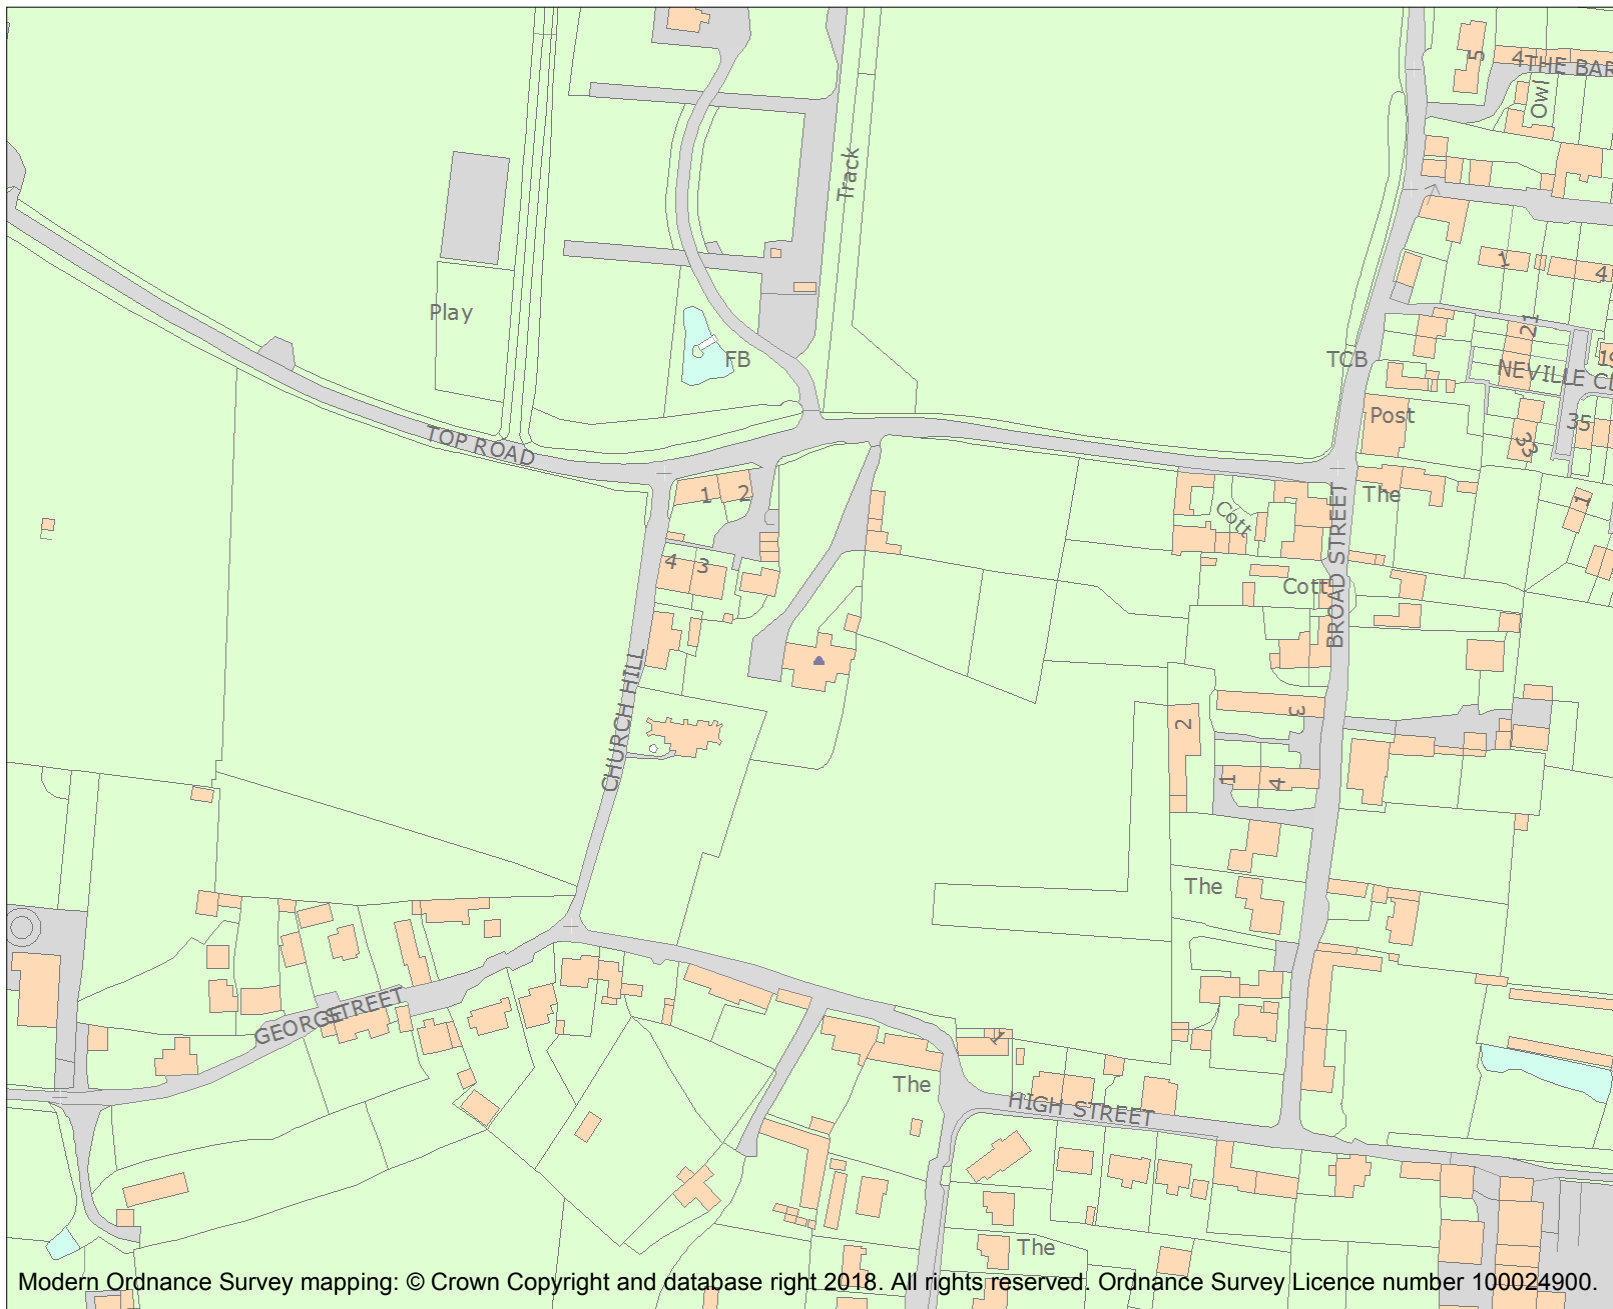 5
4
THE BAR
Owl
Track
1
4
Play
FB
TCB
21
19
NEVILLE CL
Post
35
33
TOP ROAD
1
2
The
1
Cott
4
3
Cott
BROAD STREET
CHURCH HILL
2
3
1
4
The
GEORGE STREET
1
The
HIGH STREET
The
Modern Ordnance Survey mapping: © Crown Copyright and database right 2018. All rights reserved. Ordnance Survey Licence number 100024900.